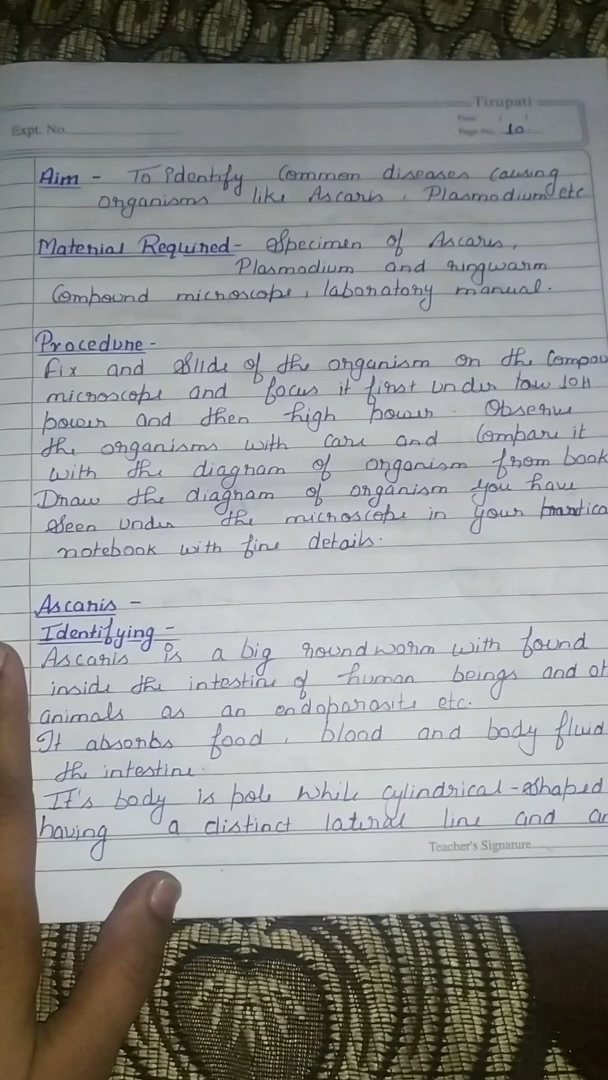 Tirupati
Expt. No.
Date / /
Page No. 10
Aim - To identify common diseases causing
organisms like Ascaris, Plasmodium etc
Material Required - Specimen of Ascaris,
Plasmodium and ringwarm
Compound microscope, laboratory manual.
Procedure -
Fix and slide of the organism on the compou
microscope and focus it first under low
power and then high power. Observe
the organisms with care and compare it
with the diagram of organism from book
Draw the diagram of organism you have
seen under the microscope in your practica
notebook with fine details.
Ascaris -
Identifying -
Ascaris is a big roundworm with found
inside the intestine of human beings and ot
animals as an endoparasite etc.
It absorbs food, blood and body fluid
the intestine.
It's body is pole while cylindrical-shaped
having a distinct lateral line and an
Teacher's Signature